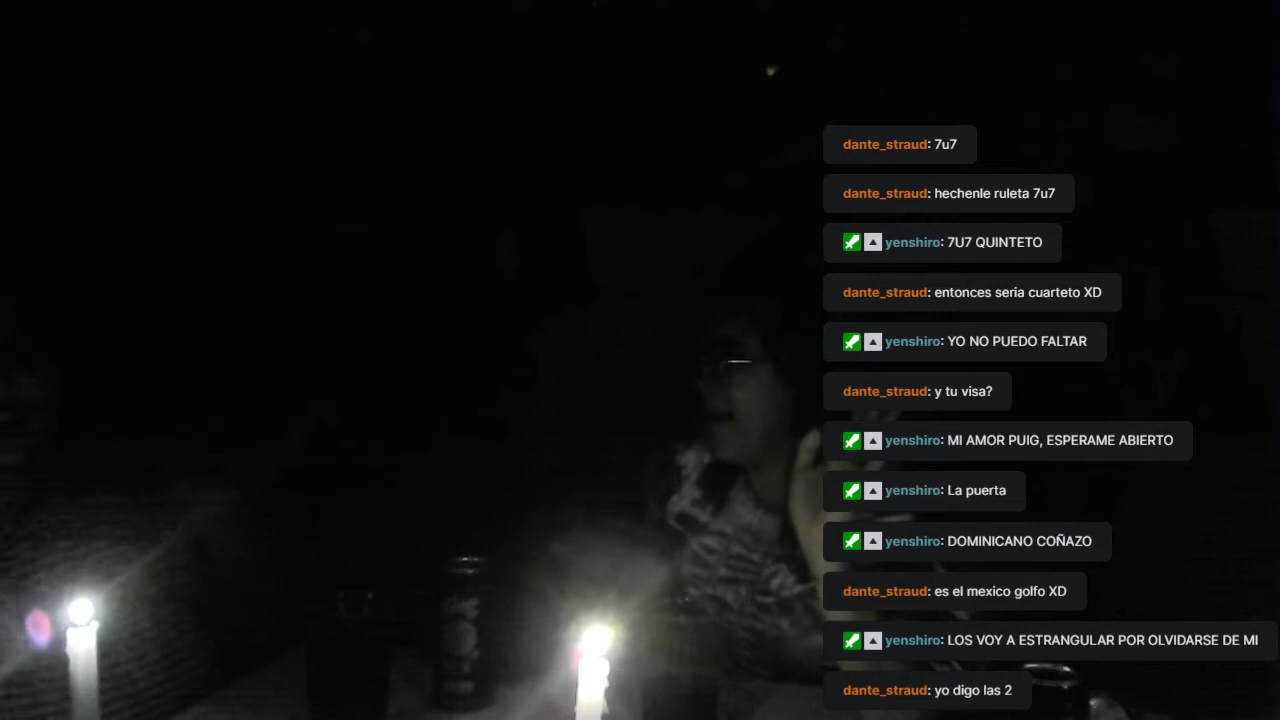 dante_straud: 7u7
dante_straud: hechenle ruleta 7u7
yenshiro: 7U7 QUINTETO
dante_straud: entonces seria cuarteto XD
yenshiro: YO NO PUEDO FALTAR
dante_straud: y tu visa?
yenshiro: MI AMOR PUIG, ESPERAME ABIERTO
yenshiro: La puerta
yenshiro: DOMINICANO COÑAZO
dante_straud: es el mexico golfo XD
yenshiro: LOS VOY A ESTRANGULAR POR OLVIDARSE DE MI
dante_straud: yo digo las 2